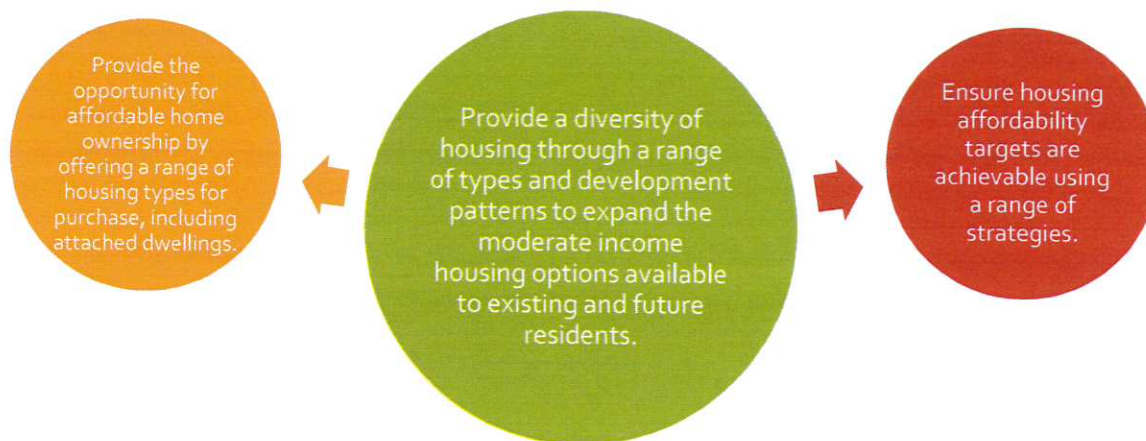 Provide the
opportunity for
affordable home
ownership by
offering a range of
housing types for
purchase, including
attached dwellings.
Provide a diversity of
housing through a range
of types and development
patterns to expand the
moderate income
housing options available
to existing and future
residents.
Ensure housing
affordability
targets are
achievable using
a range of
strategies.